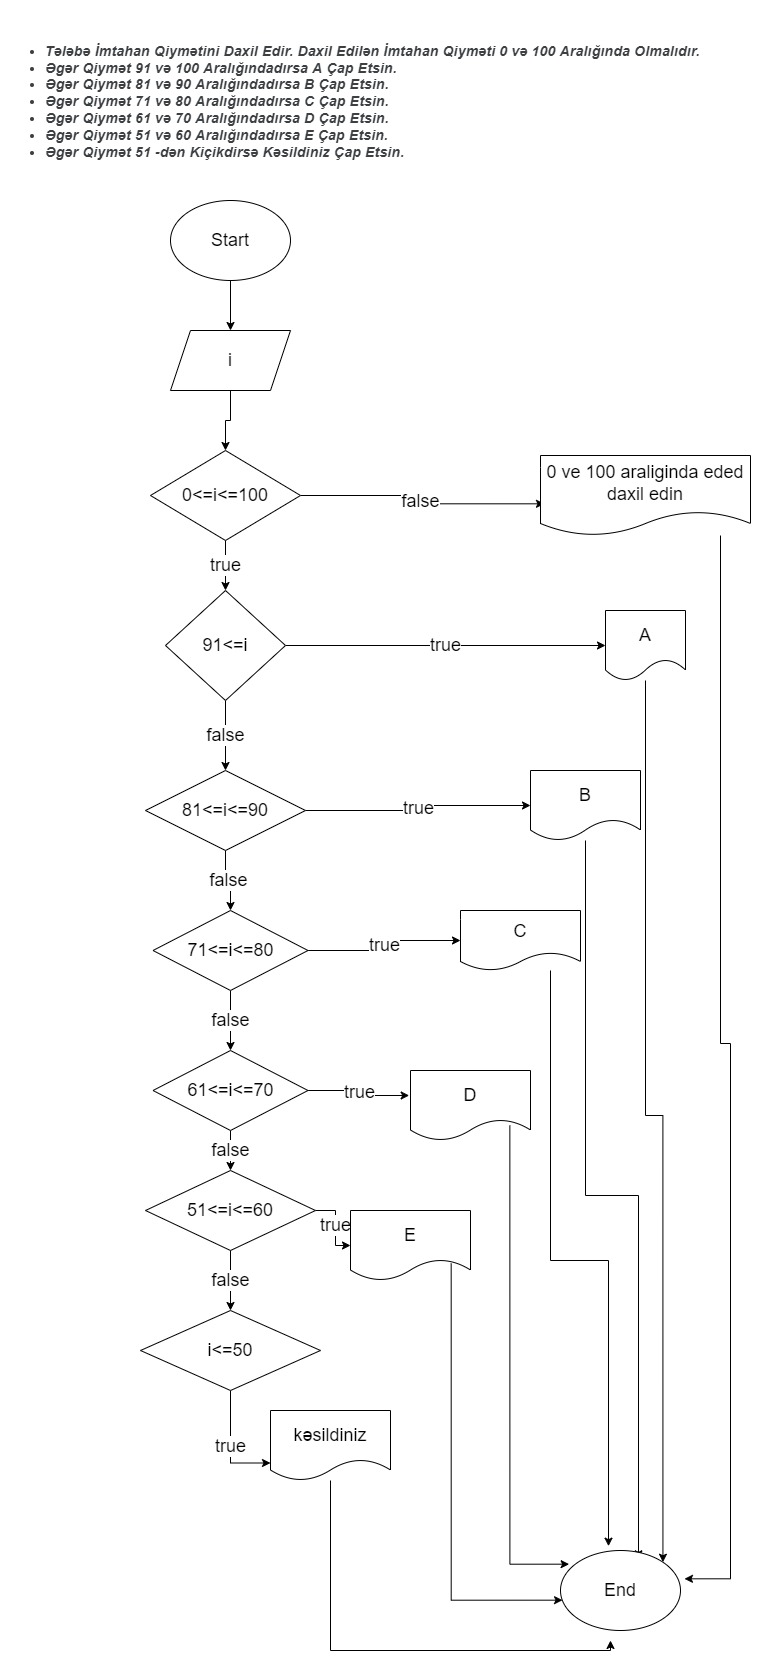 Tələbə İmtahan Qiymətini Daxil Edir. Daxil Edilən İmtahan Qiyməti 0 və 100 Aralığında Olmalıdır.
Əgər Qiymət 91 və 100 Aralığındadırsa A Çap Etsin.
Əgər Qiymət 81 və 90 Aralığındadırsa B Çap Etsin.
Əgər Qiymət 71 və 80 Aralığındadırsa C Çap Etsin.
Əgər Qiymət 61 və 70 Aralığındadırsa D Çap Etsin.
Əgər Qiymət 51 və 60 Aralığındadırsa E Çap Etsin.
Əgər Qiymət 51 -dən Kiçikdirsə Kəsildiniz Çap Etsin.
Start
i
0<=i<=100
false
0 ve 100 araliginda eded
daxil edin
true
91<=i
true
A
false
81<=i<=90
true
B
false
71<=i<=80
true
C
false
61<=i<=70
true
D
false
51<=i<=60
true
E
false
i<=50
true
kəsildiniz
End